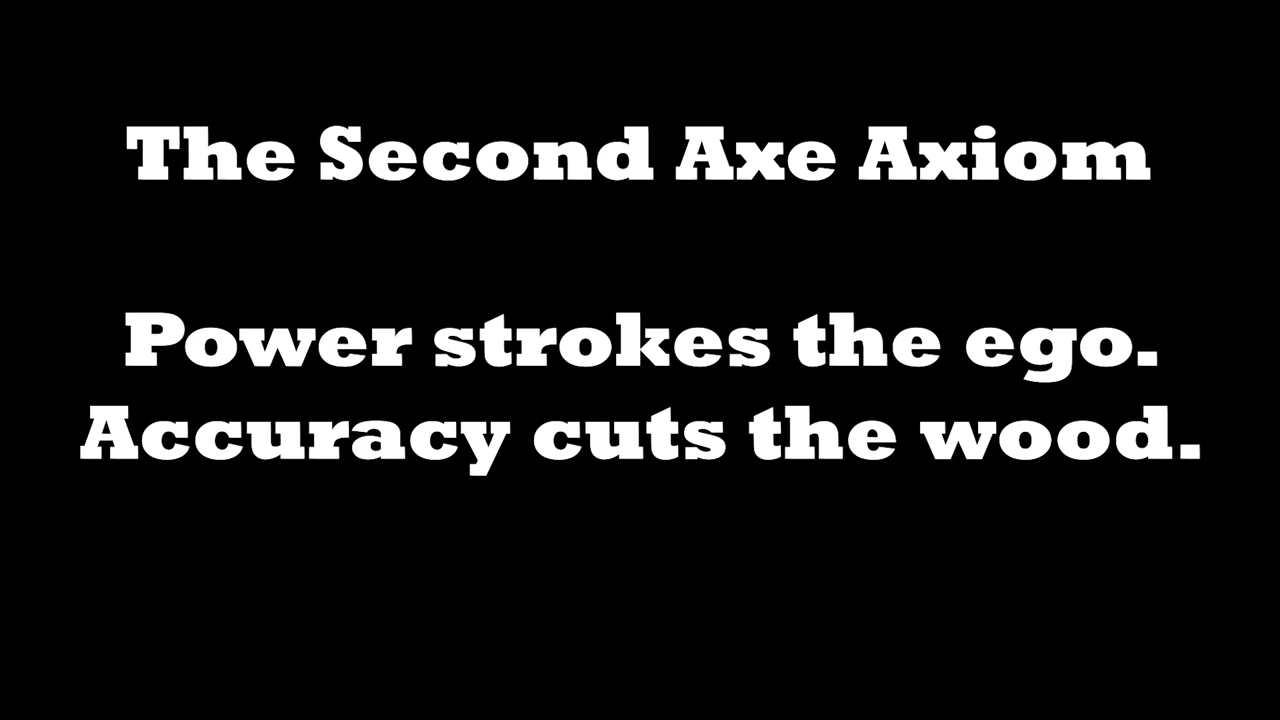 The Second Axe Axiom
Power strokes the ego.
Accuracy cuts the wood.